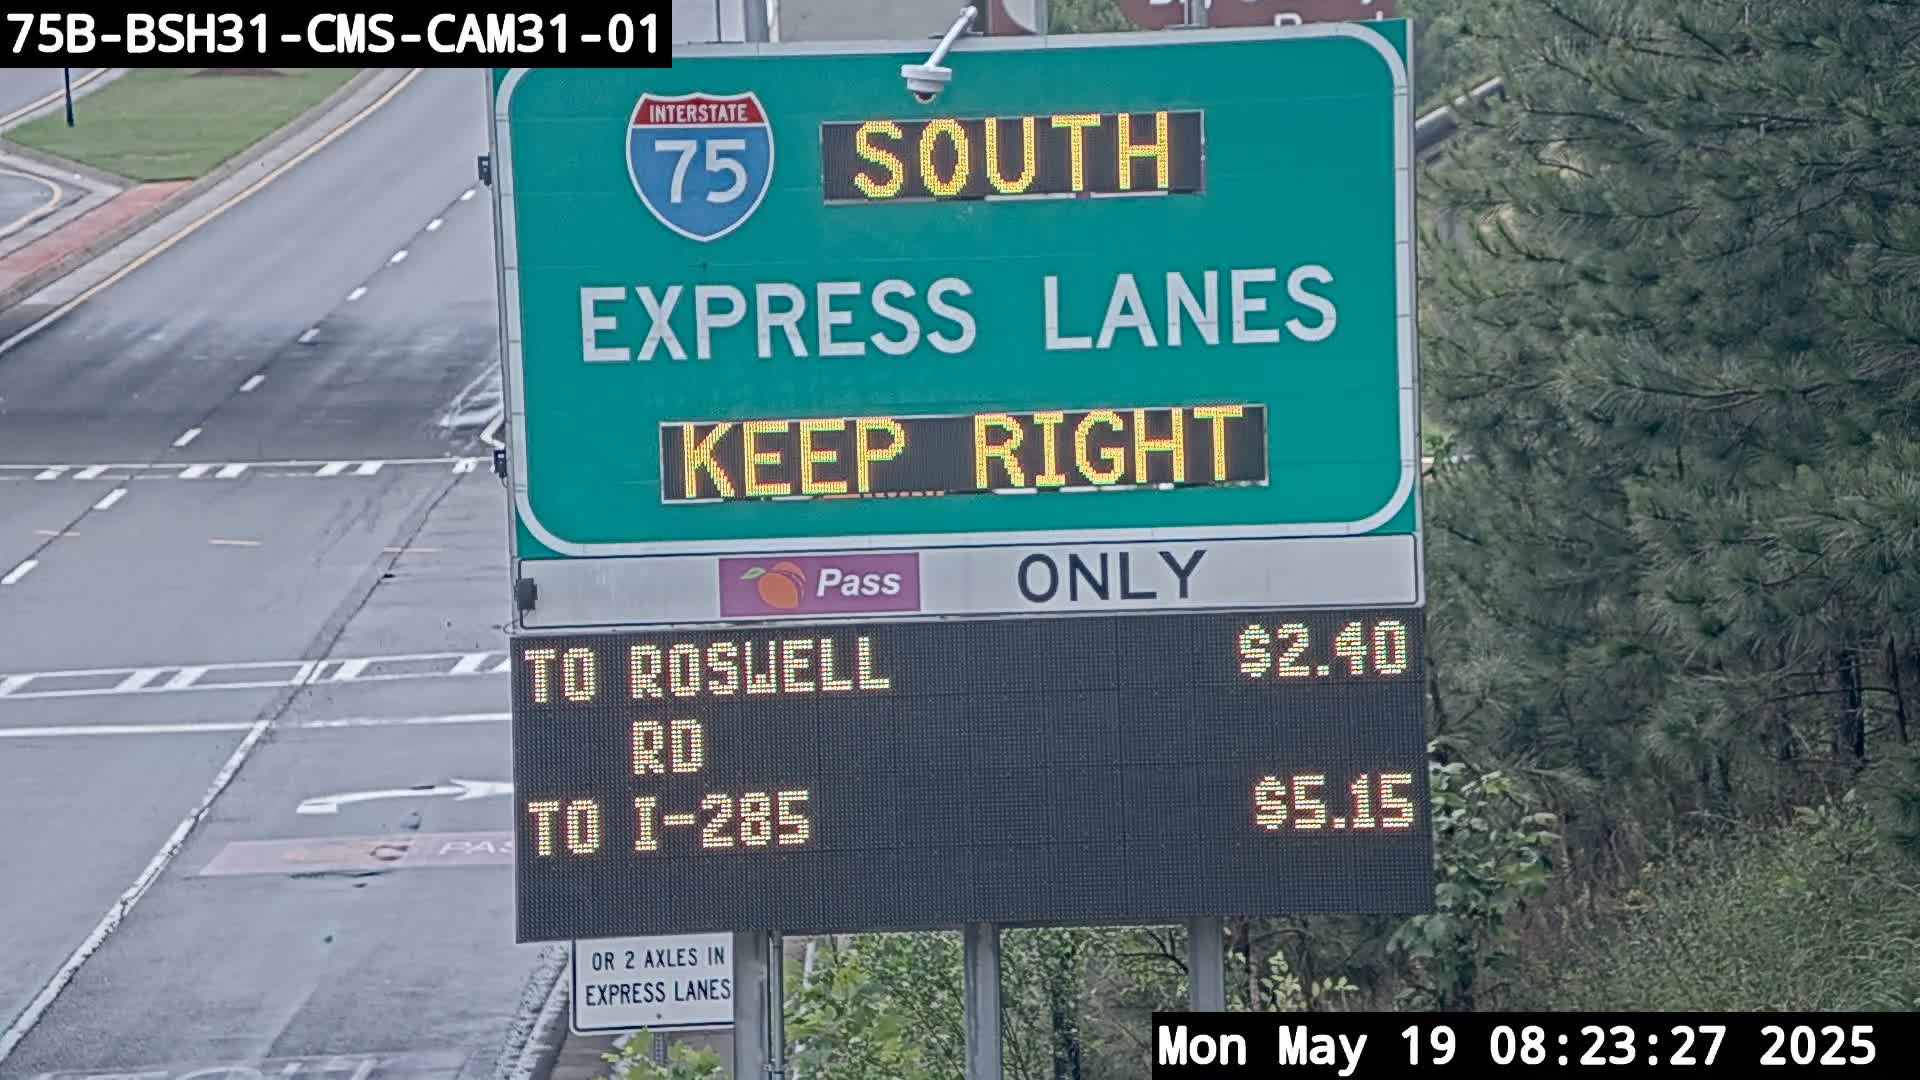 75B-BSH31-CMS-CAM31-01
INTERSTATE
75
SOUTH
EXPRESS LANES
KEEP RIGHT
Pass ONLY
TO ROSWELL $2.40
RD
TO I-285 $5.15
OR 2 AXLES IN
EXPRESS LANES
Mon May 19 08:23:27 2025